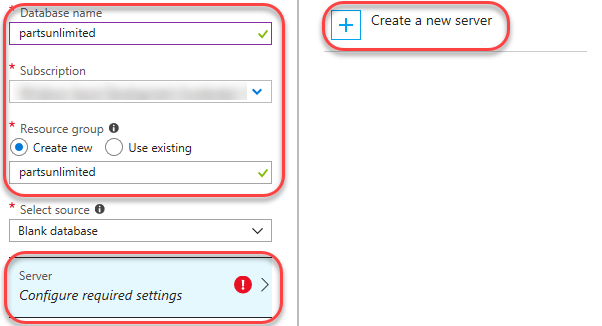 * Database name
partsunlimited
* Subscription
* Resource group
Create new
Use existing
partsunlimited
* Select source
Blank database
Server
Configure required settings
Create a new server